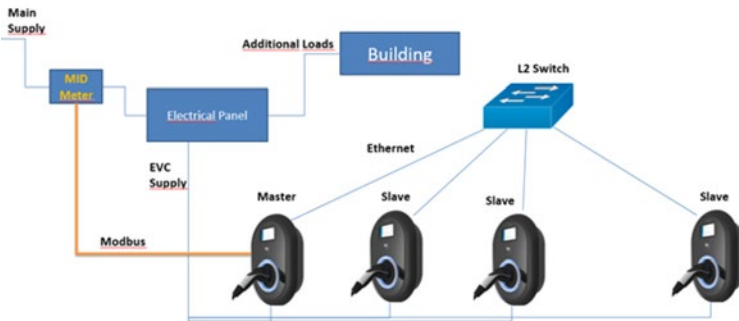 Main
Supply
Additional Loads
Building
MID
Meter
L2 Switch
Electrical Panel
Ethernet
EVC
Supply
Master
Slave
Slave
Slave
Modbus